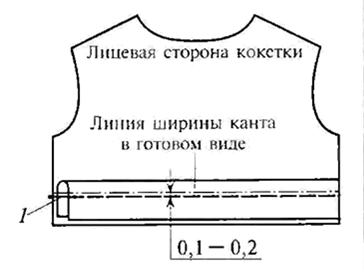 Лицевая сторона кокетки
Линия ширины канта
в готовом виде
1
0,1 – 0,2